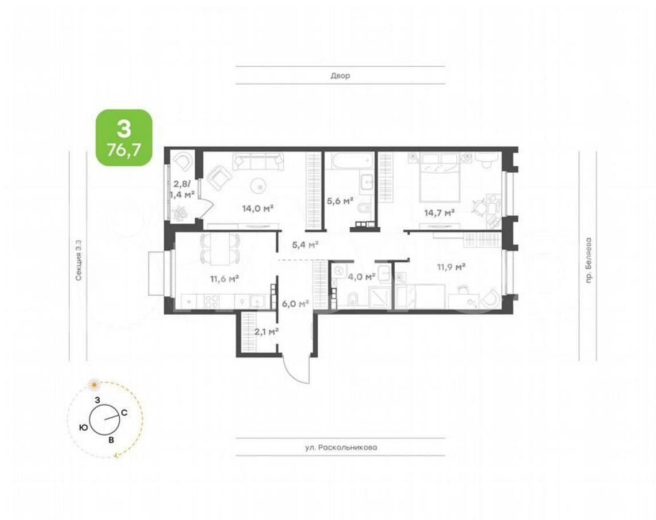 Двор
3
76,7
2,8/
1,4 м²
14,0 м²
5,6 м²
14,7 м²
5,4
11,6 м²
4,0 м²
11,9 м²
6,0 м²
2,1 м²
Секция 3.3
пр. Беляева
З
С
Ю
В
ул. Раскольникова